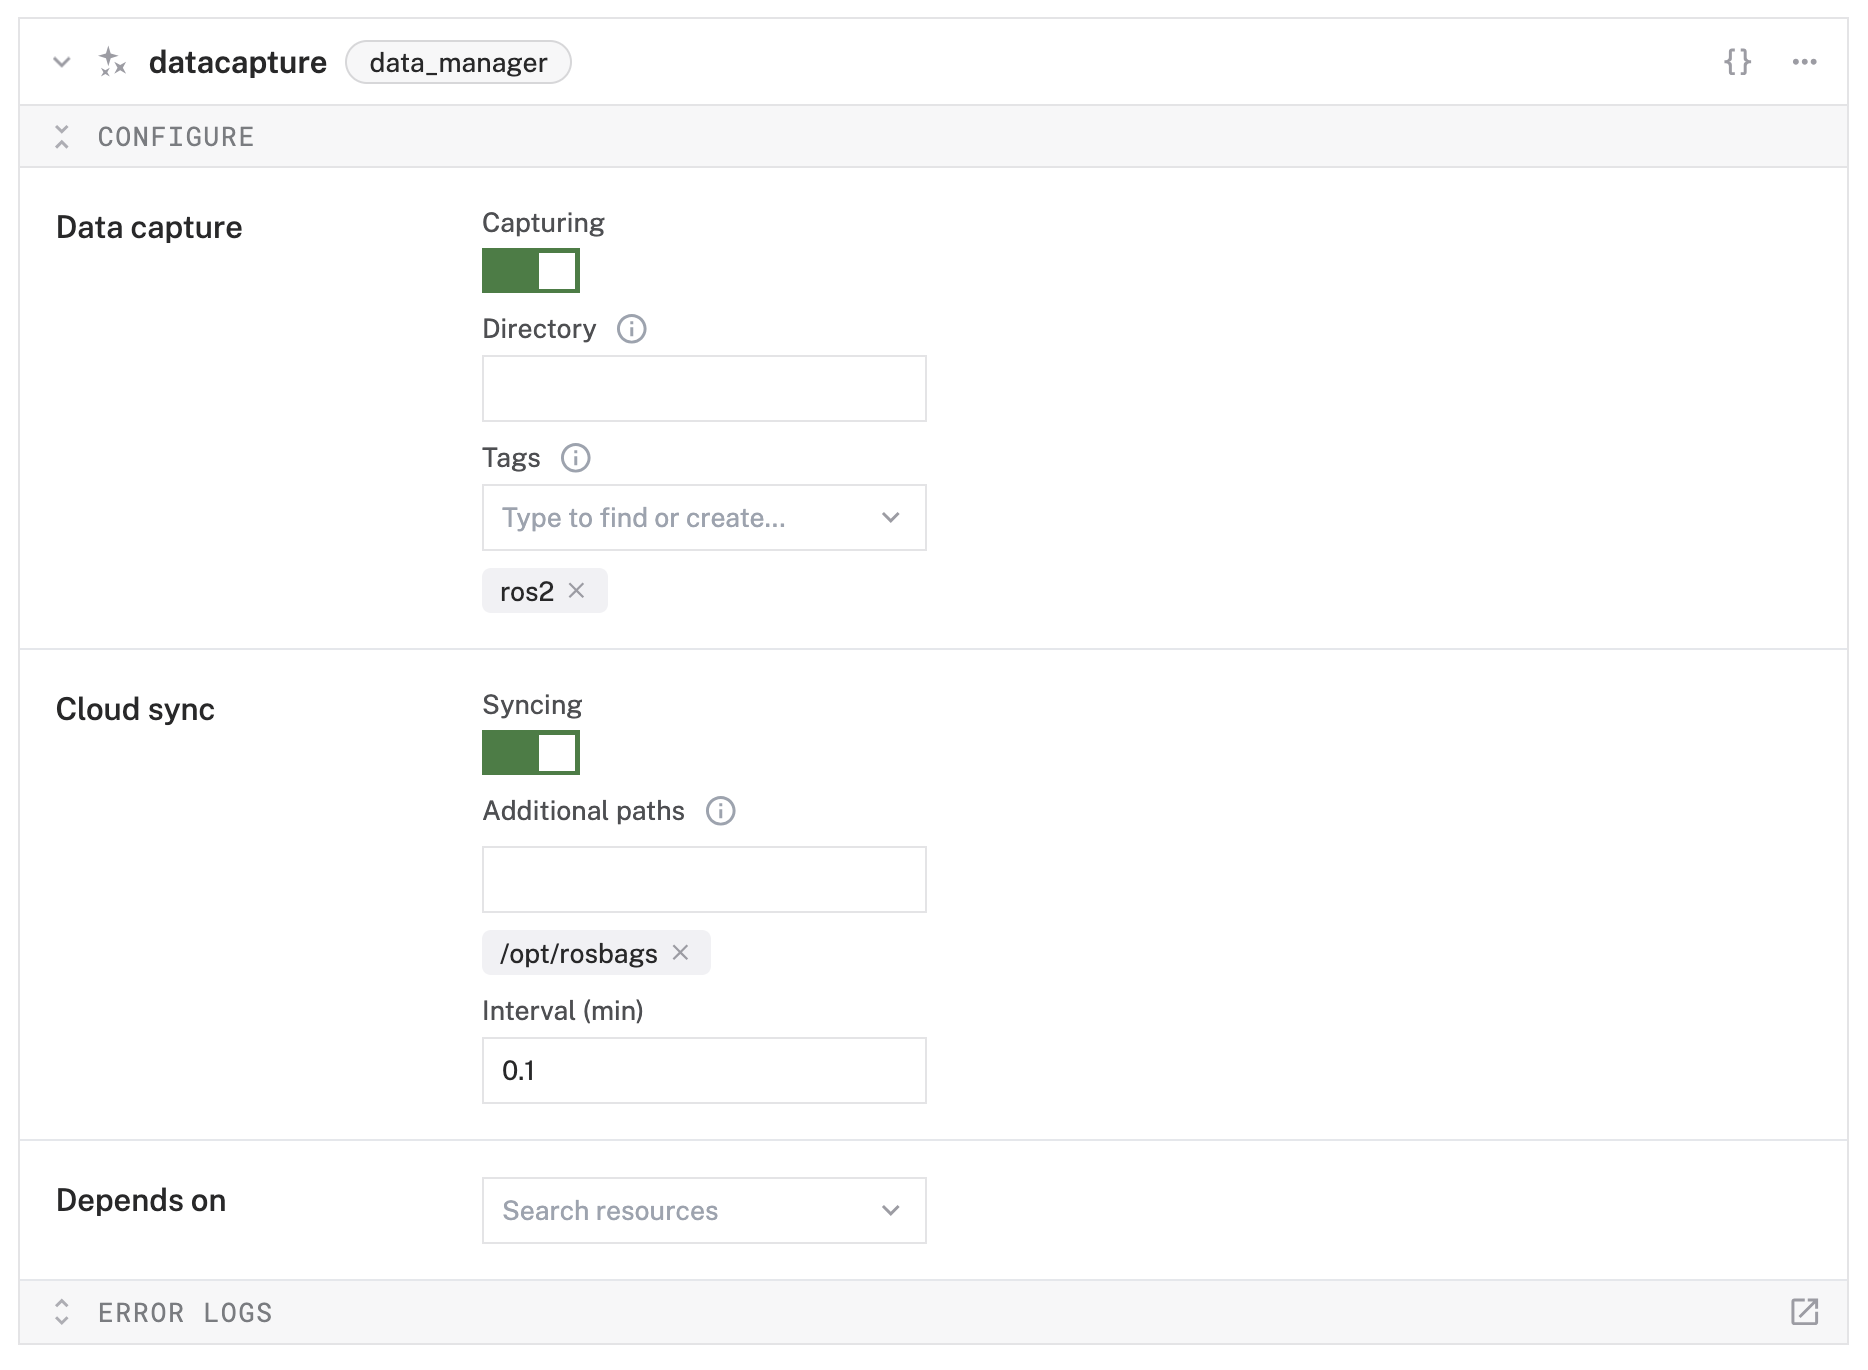 datacapture data_manager {} ...
CONFIGURE
Data capture
Capturing
Directory
Tags
Type to find or create...
ros2
Cloud sync
Syncing
Additional paths
/opt/rosbags
Interval (min)
0.1
Depends on
Search resources
ERROR LOGS